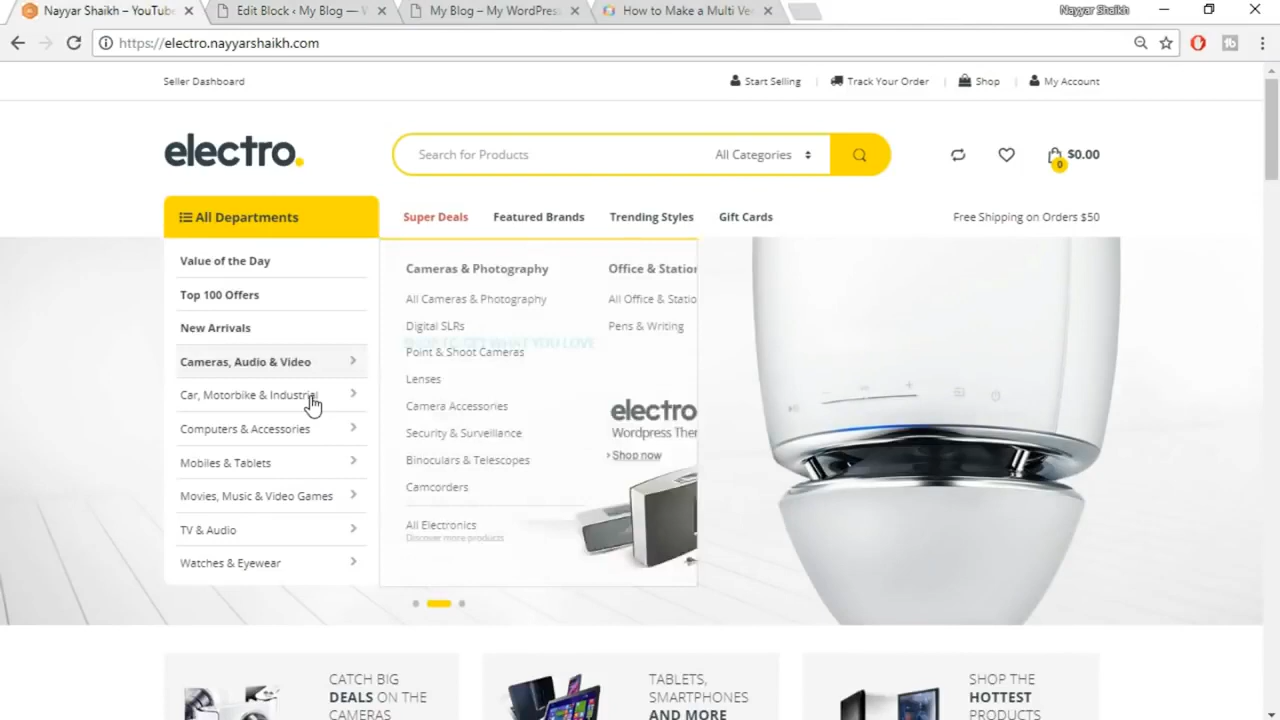 Nayyar Shaikh – YouTube
Edit Block ‹ My Blog — W
My Blog – My WordPress
How to Make a Multi Ve
Nayyar Shaikh
https://electro.nayyarshaikh.com
Seller Dashboard
Start Selling
Track Your Order
Shop
My Account
electro.
Search for Products
All Categories
0
$0.00
All Departments
Super Deals
Featured Brands
Trending Styles
Gift Cards
Free Shipping on Orders $50
Value of the Day
Top 100 Offers
New Arrivals
Cameras, Audio & Video
Car, Motorbike & Industrial
Computers & Accessories
Mobiles & Tablets
Movies, Music & Video Games
TV & Audio
Watches & Eyewear
Cameras & Photography
All Cameras & Photography
Digital SLRs
Point & Shoot Cameras
Lenses
Camera Accessories
Security & Surveillance
Binoculars & Telescopes
Camcorders
All Electronics
Discover more products
Office & Station
All Office & Statio
Pens & Writing
WHAT YOU LOVE
electro
Wordpress Ther
Shop now
CATCH BIG
DEALS ON THE
CAMERAS
TABLETS,
SMARTPHONES
AND MORE
SHOP THE
HOTTEST
PRODUCTS